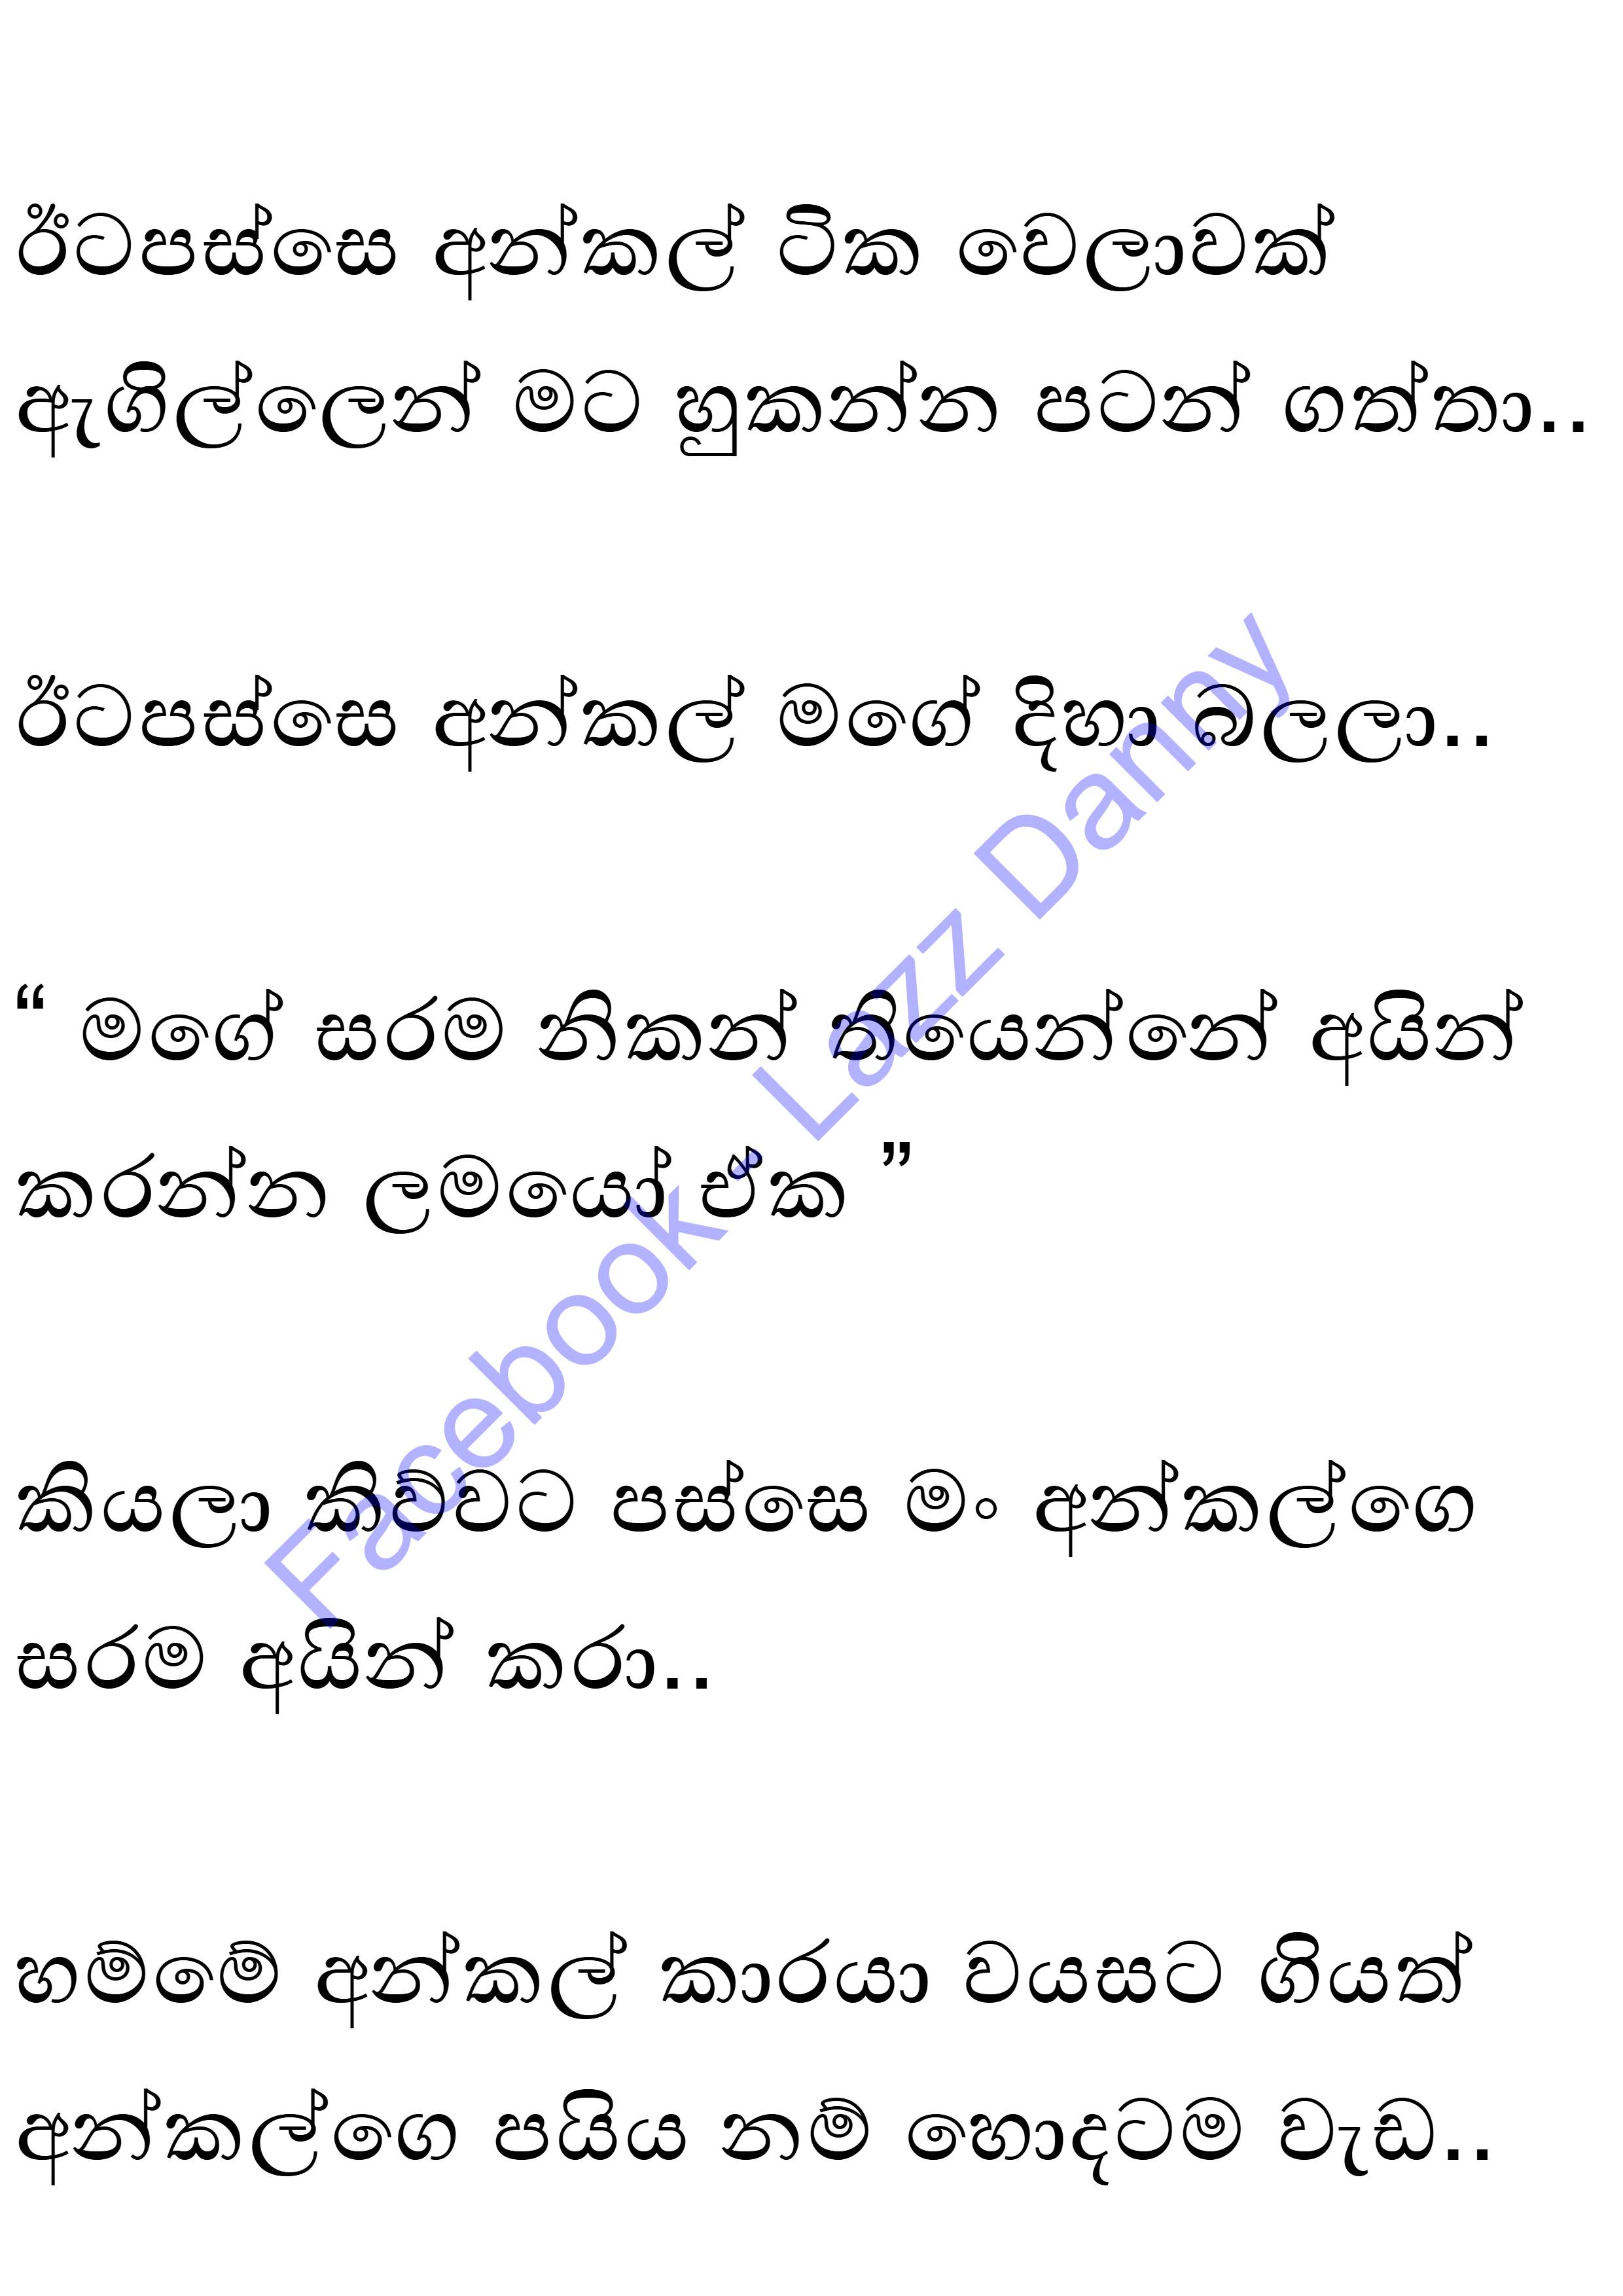 ඊටපස්සෙ අන්කල් ටික වෙලාවක්
ඇගිල්ලෙන් මට හුකන්න පටන් ගත්තා..
ඊටපස්සෙ අන්කල් මගේ දිහා බලලා..
“ මගේ සරම නිකන් තියෙන්නේ අයින්
කරන්න ලමයෝ ඒක ”
කියලා කිව්වට පස්සෙ මං අන්කල්ගෙ
සරම අයින් කරා..
හම්මේ අන්කල් කාරයා වයසට ගියත්
අන්කල්ගෙ පයිය නම් හොදටම වැඩ..
Facebook - Lazz Danny